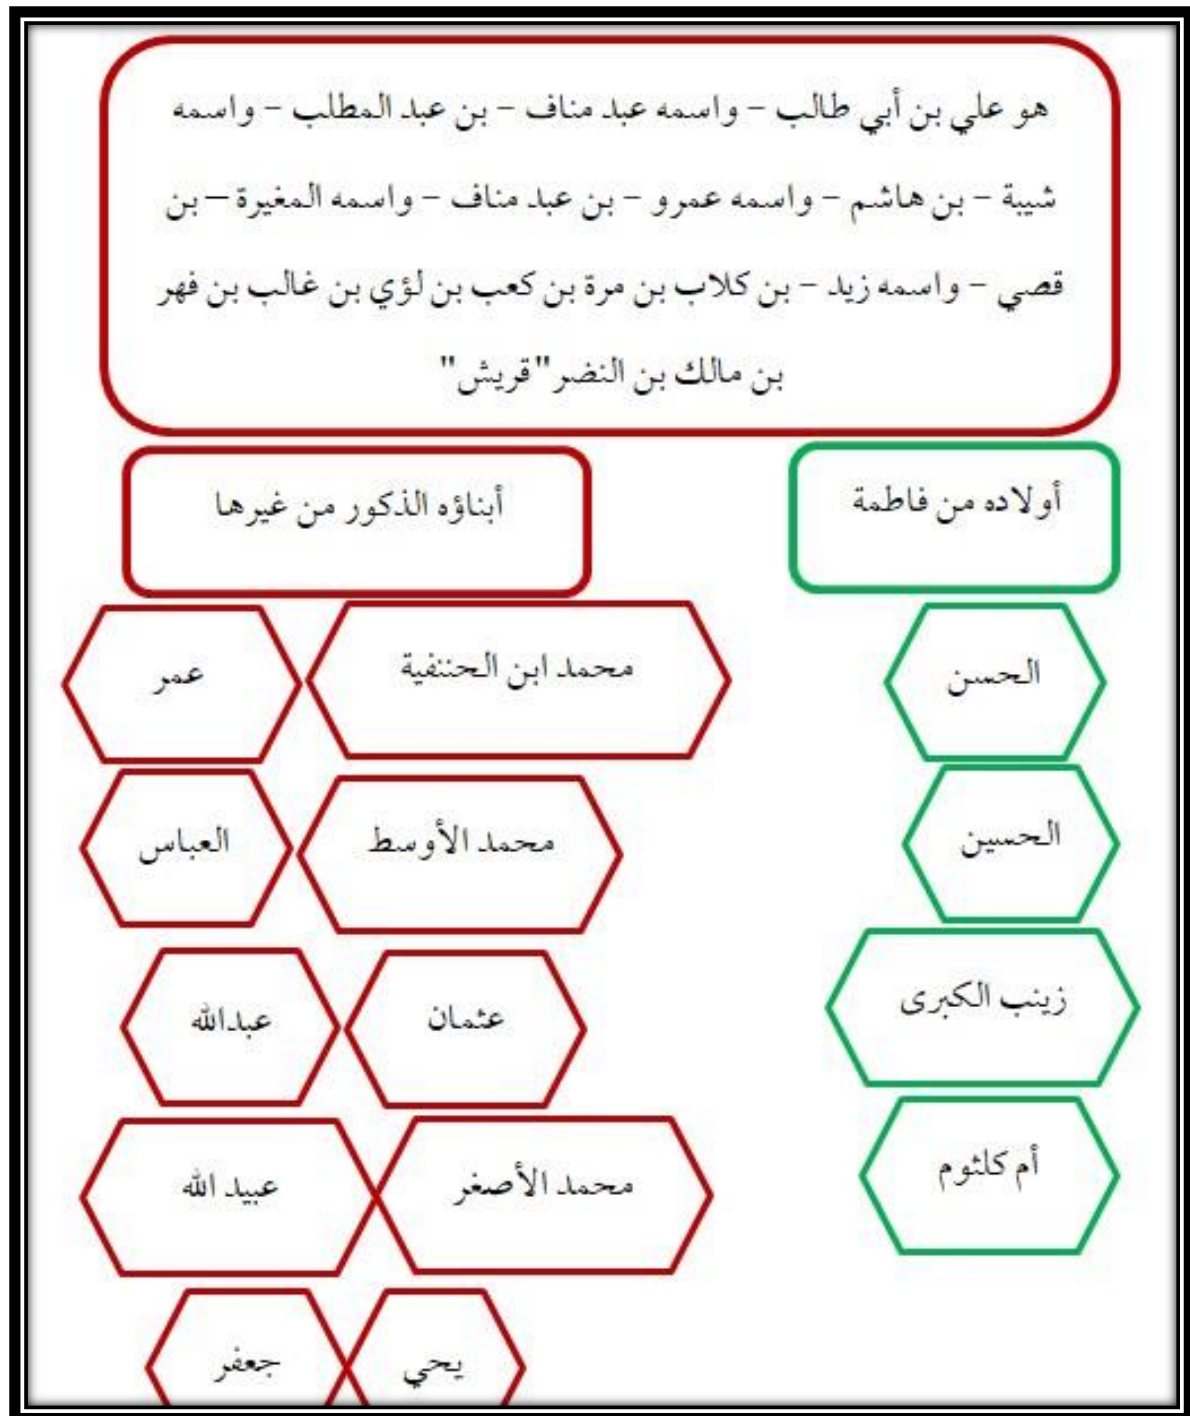 هو علي بن أبي طالب – واسمه عبد مناف – بن عبد المطلب – واسمه
شيبة – بن هاشم – واسمه عمرو – بن عبد مناف – واسمه المغيرة – بن
قصي – واسمه زيد – بن كلاب بن مرة بن كعب بن لؤي بن غالب بن فهر
بن مالك بن النضر "قريش"
أولاده من فاطمة
أبناؤه الذكور من غيرها
الحسن
محمد ابن الحننفية
عمر
الحسين
محمد الأوسط
العباس
زينب الكبرى
عثمان
عبدالله
أم كلثوم
محمد الأصغر
عبيد الله
يحي
جعفر